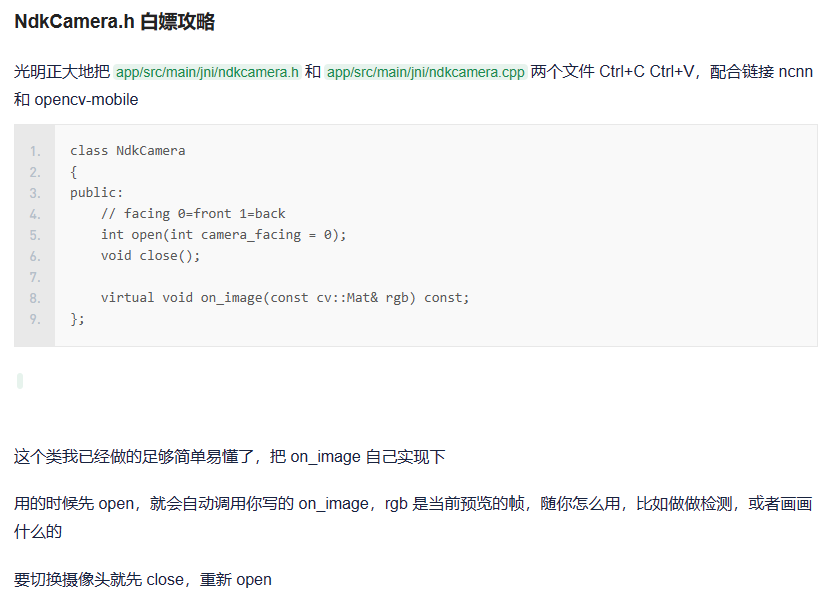 NdkCamera.h 白嫖攻略
光明正大地把 app/src/main/jni/ndkcamera.h 和 app/src/main/jni/ndkcamera.cpp 两个文件 Ctrl+C Ctrl+V，配合链接 ncnn
和 opencv-mobile
1. class NdkCamera
2. {
3. public:
4.     // facing 0=front 1=back
5.     int open(int camera_facing = 0);
6.     void close();
7.
8.     virtual void on_image(const cv::Mat& rgb) const;
9. };
这个类我已经做的足够简单易懂了，把 on_image 自己实现下
用的时候先 open，就会自动调用你写的 on_image，rgb 是当前预览的帧，随你怎么用，比如做做检测，或者画画
什么的
要切换摄像头就先 close，重新 open